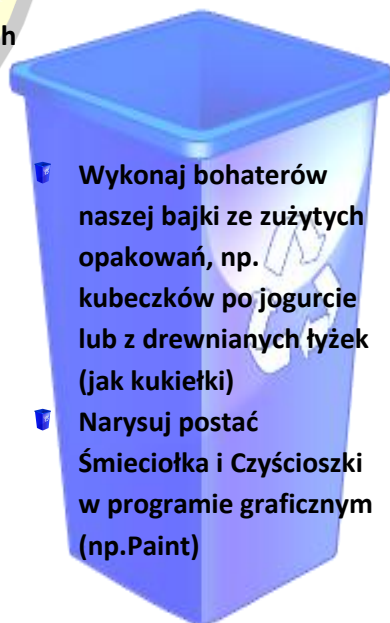 h
Wykonaj bohaterów
naszej bajki ze zużytych
opakowań, np.
kubeczków po jogurcie
lub z drewnianych łyżek
(jak kukiełki)
Narysuj postać
Śmieciołka i Czyścioszki
w programie graficznym
(np.Paint)